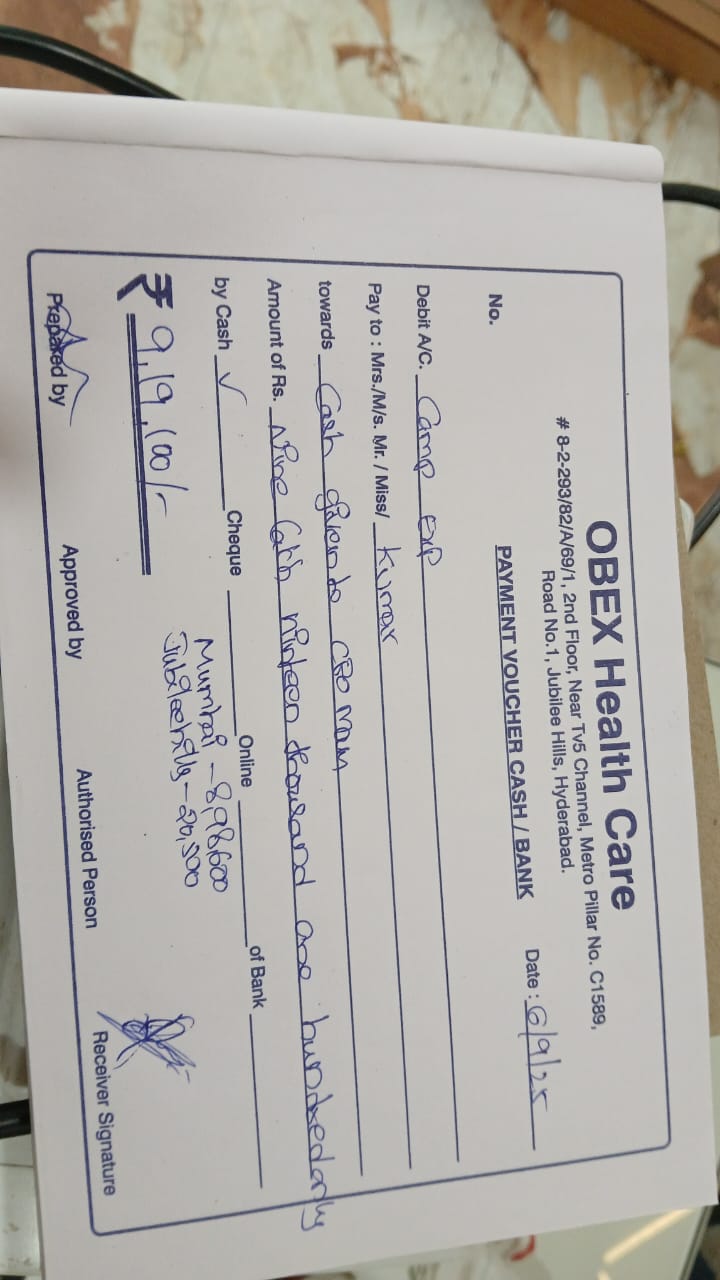 OBEX Health Care
# 8-2-293/82/A/69/1, 2nd Floor, Near Tv5 Channel, Metro Pillar No. C1589,
Road No.1, Jubilee Hills, Hyderabad.
PAYMENT VOUCHER CASH / BANK
No. Date : 6/9/25
Debit A/C. Camp exp
Pay to : Mrs./M/s. Mr. / Miss/ Kumar
towards Cash given to mam
Amount of Rs. Nine thousand one hundred only
by Cash ✓ Cheque Online of Bank
Mumbai - 8,98,600
Jubileehills - 20,500
₹ 9,19,100/-
Prepared by Approved by Authorised Person Receiver Signature